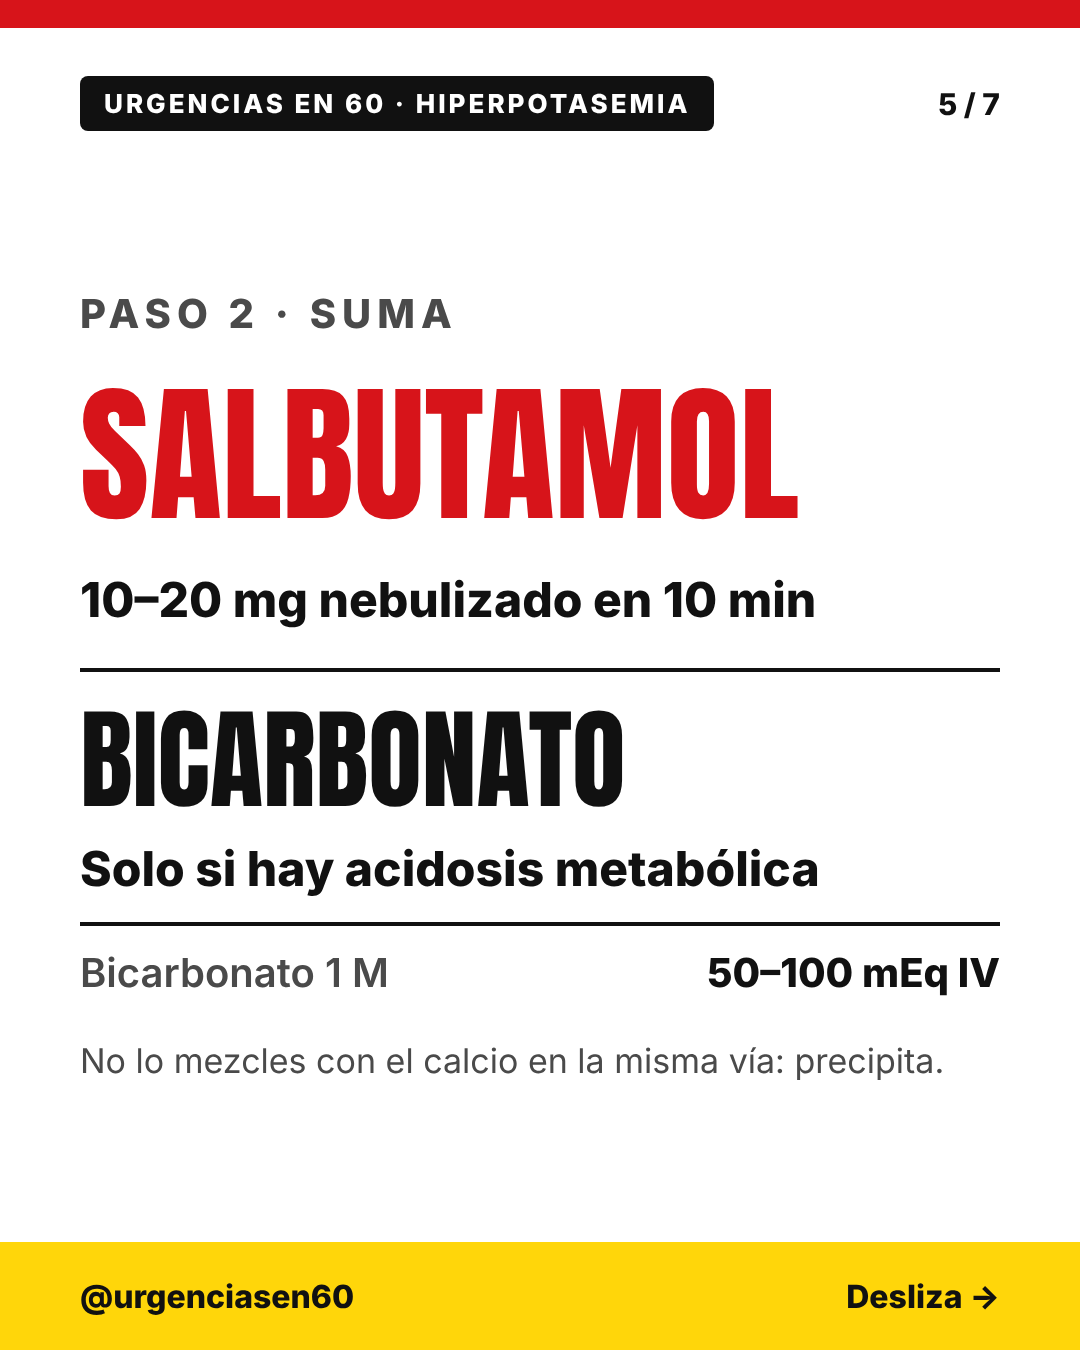 URGENCIAS EN 60 · HIPERPOTASEMIA
5 / 7
PASO 2 · SUMA
SALBUTAMOL
10–20 mg nebulizado en 10 min
BICARBONATO
Solo si hay acidosis metabólica
Bicarbonato 1 M
50–100 mEq IV
No lo mezcles con el calcio en la misma vía: precipita.
@urgenciasen60
Desliza →